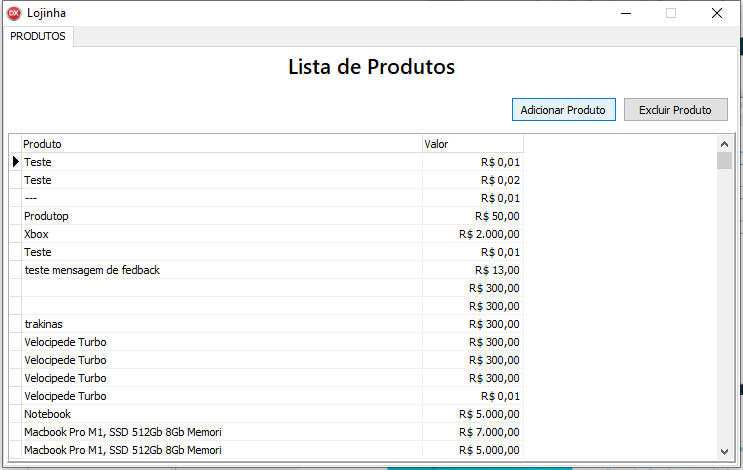 DX Lojinha
PRODUTOS
Lista de Produtos
Adicionar Produto Excluir Produto
Produto Valor
Teste R$ 0,01
Teste R$ 0,02
--- R$ 0,01
Produtop R$ 50,00
Xbox R$ 2.000,00
Teste R$ 0,01
teste mensagem de fedback R$ 13,00
R$ 300,00
R$ 300,00
trakinas R$ 300,00
Velocipede Turbo R$ 300,00
Velocipede Turbo R$ 300,00
Velocipede Turbo R$ 300,00
Velocipede Turbo R$ 0,01
Notebook R$ 5.000,00
Macbook Pro M1, SSD 512Gb 8Gb Memori R$ 7.000,00
Macbook Pro M1, SSD 512Gb 8Gb Memori R$ 5.000,00